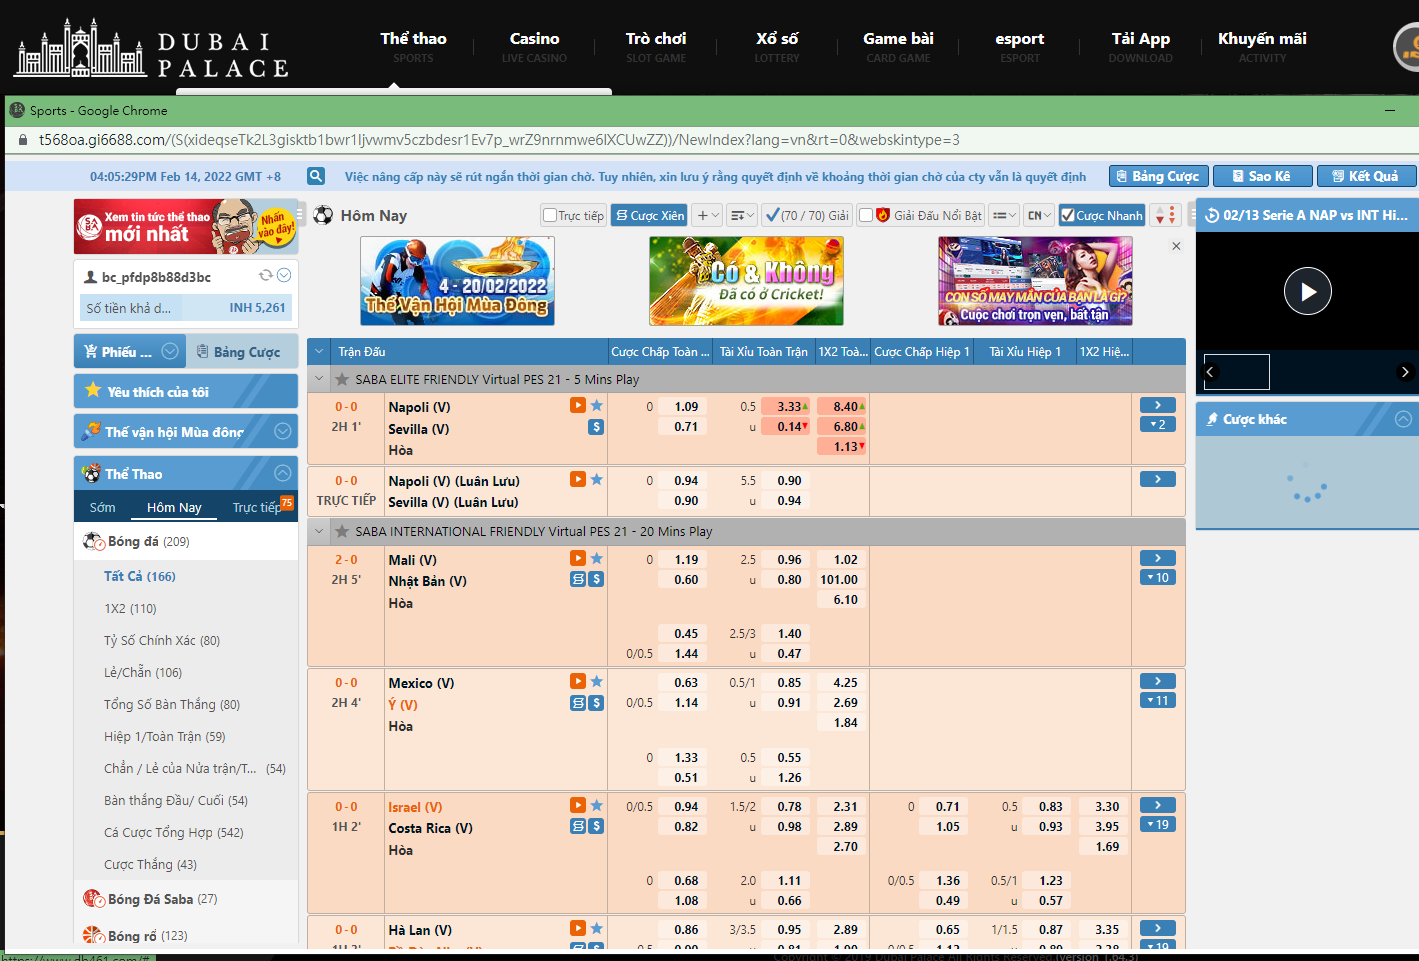 DUBAI PALACE
Thể thao
SPORTS
Casino
LIVE CASINO
Trò chơi
SLOT GAME
Xổ số
LOTTERY
Game bài
CARD GAME
esport
ESPORT
Tải App
DOWNLOAD
Khuyến mãi
ACTIVITY
Sports - Google Chrome
04:05:29PM Feb 14, 2022 GMT +8
Việc nâng cấp này sẽ rút ngắn thời gian chờ. Tuy nhiên, xin lưu ý rằng quyết định về khoảng thời gian chờ của cty vẫn là quyết định
Bảng Cược
Sao Kê
Kết Quả
Xem tin tức thể thao
mới nhất
Nhấn vào đây!
bc_pfdp8b88d3bc
Số tiền khả d... INH 5,261
Phiếu ...
Bảng Cược
Yêu thích của tôi
Thế vận hội Mùa đông
Thể Thao
Sớm Hôm Nay Trực tiếp 75
Bóng đá (209)
Tất Cả (166)
1X2 (110)
Tỷ Số Chính Xác (80)
Lẻ/Chẵn (106)
Tổng Số Bàn Thắng (80)
Hiệp 1/Toàn Trận (59)
Chẵn / Lẻ của Nửa trận/T... (54)
Bàn thắng Đầu/ Cuối (54)
Cá Cược Tổng Hợp (542)
Cược Thắng (43)
Bóng Đá Saba (27)
Bóng rổ (123)
Hôm Nay
Trực tiếp
Cược Xiên
(70 / 70) Giải
Giải Đấu Nổi Bật
CN
Cược Nhanh
4 - 20/02/2022
Thế Vận Hội Mùa Đông
Có & Không
Đã có ở Cricket!
CON SỐ MAY MẮN CỦA BẠN LÀ GÌ?
Cuộc chơi trọn vẹn, bất tận
Trận Đấu Cược Chấp Toàn ... Tài Xỉu Toàn Trận 1X2 Toà... Cược Chấp Hiệp 1 Tài Xỉu Hiệp 1 1X2 Hiệ...
SABA ELITE FRIENDLY Virtual PES 21 - 5 Mins Play
0 - 0 Napoli (V) 0 1.09 0.5 3.33 8.40
2H 1' Sevilla (V) 0.71 u 0.14 6.80 2
Hòa 1.13
0 - 0 Napoli (V) (Luân Lưu) 0 0.94 5.5 0.90
TRỰC TIẾP Sevilla (V) (Luân Lưu) 0.90 u 0.94
SABA INTERNATIONAL FRIENDLY Virtual PES 21 - 20 Mins Play
2 - 0 Mali (V) 0 1.19 2.5 0.96 1.02
2H 5' Nhật Bản (V) 0.60 u 0.80 101.00 10
Hòa 6.10
0.45 2.5/3 1.40
0/0.5 1.44 u 0.47
0 - 0 Mexico (V) 0.63 0.5/1 0.85 4.25
2H 4' Ý (V) 0/0.5 1.14 u 0.91 2.69 11
Hòa 1.84
0 1.33 0.5 0.55
0.51 u 1.26
0 - 0 Israel (V) 0/0.5 0.94 1.5/2 0.78 2.31 0 0.71 0.5 0.83 3.30
1H 2' Costa Rica (V) 0.82 u 0.98 2.89 1.05 u 0.93 3.95 19
Hòa 2.70 1.69
0 0.68 2.0 1.11 0/0.5 1.36 0.5/1 1.23
1.08 u 0.66 0.49 u 0.57
0 - 0 Hà Lan (V) 0.86 3/3.5 0.95 2.89 0.65 1/1.5 0.87 3.35
02/13 Serie A NAP vs INT Hi...
Cược khác
Copyright © 2019 Dubai Palace All Rights Reserved (version 1.64.3)